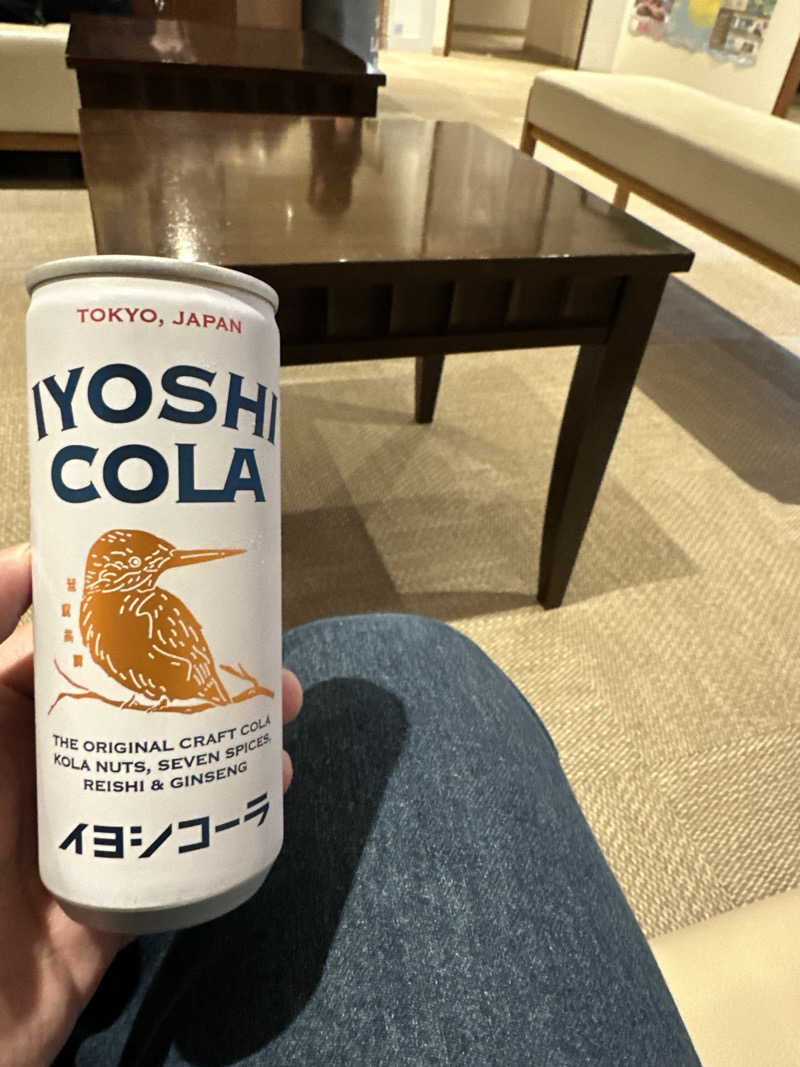 TOKYO, JAPAN
IYOSHI
COLA
THE ORIGINAL CRAFT COLA
KOLA NUTS, SEVEN SPICES,
REISHI & GINSENG
イヨシコーラ